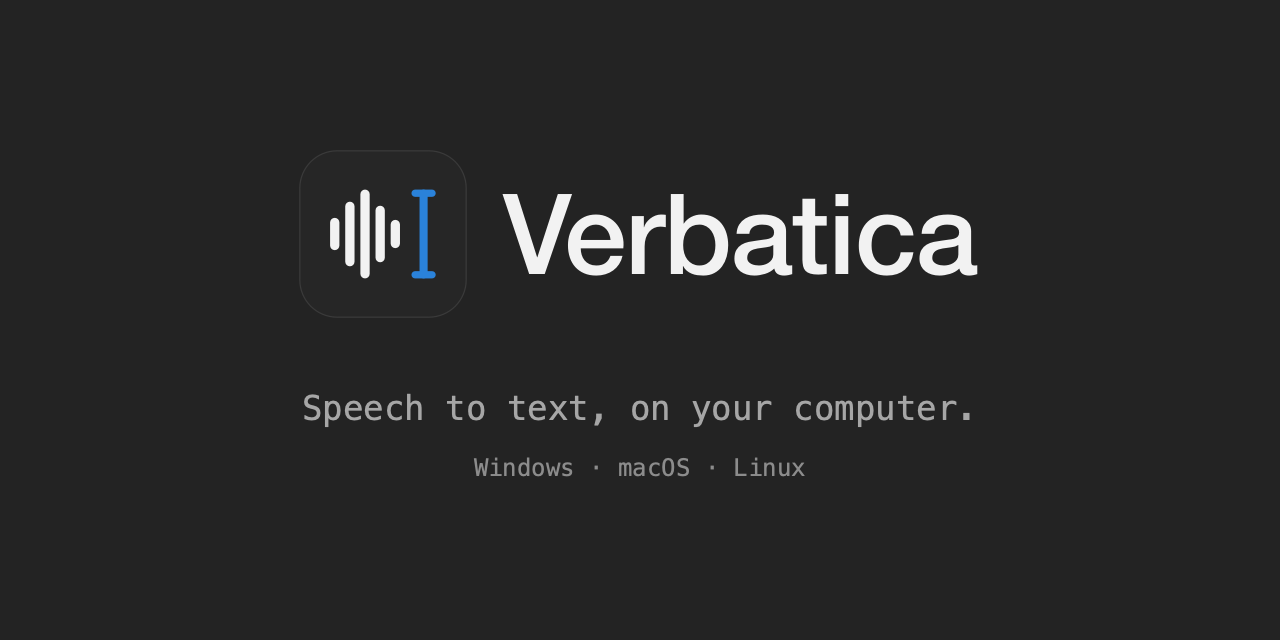 Verbatica
Speech to text, on your computer.
Windows · macOS · Linux